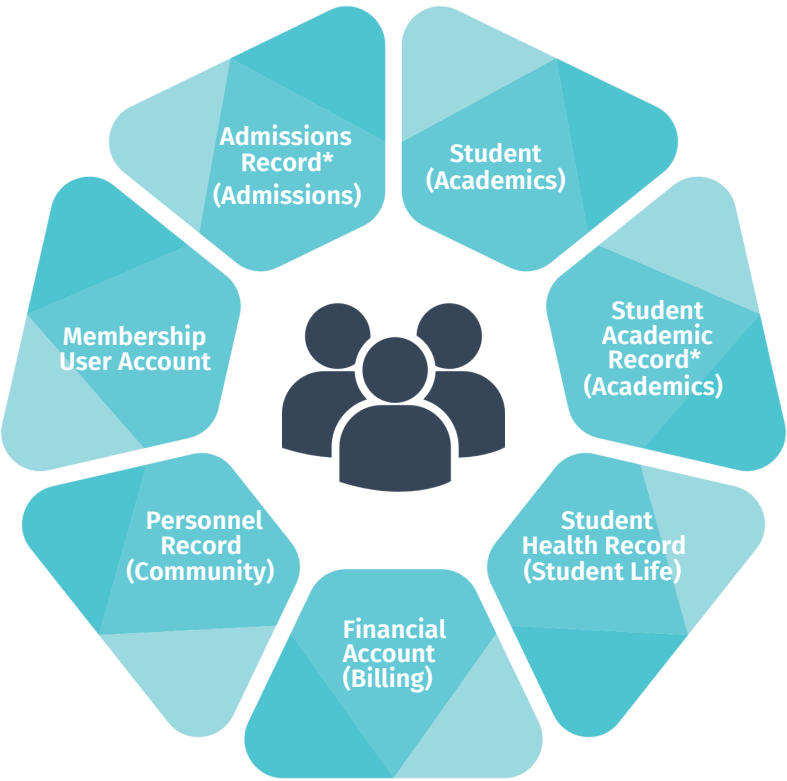 Admissions
Record*
(Admissions)
Student
(Academics)
Student
Academic
Record*
(Academics)
Membership
User Account
Personnel
Record
(Community)
Student
Health Record
(Student Life)
Financial
Account
(Billing)